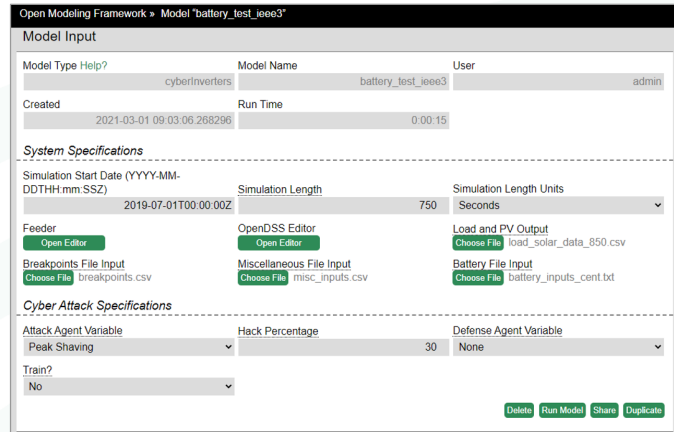 Open Modeling Framework » Model "battery_test_ieee3"
Model Input
Model Type Help? Model Name User
cyberInverters battery_test_ieee3 admin
Created Run Time
2021-03-01 09:03:06.268296 0:00:15
System Specifications
Simulation Start Date (YYYY-MM-
DDTHH:mm:SSZ) Simulation Length Simulation Length Units
2019-07-01T00:00:00Z 750 Seconds
Feeder OpenDSS Editor Load and PV Output
Open Editor Open Editor Choose File load_solar_data_850.csv
Breakpoints File Input Miscellaneous File Input Battery File Input
Choose File breakpoints.csv Choose File misc_inputs.csv Choose File battery_inputs_cent.txt
Cyber Attack Specifications
Attack Agent Variable Hack Percentage Defense Agent Variable
Peak Shaving 30 None
Train?
No
Delete Run Model Share Duplicate